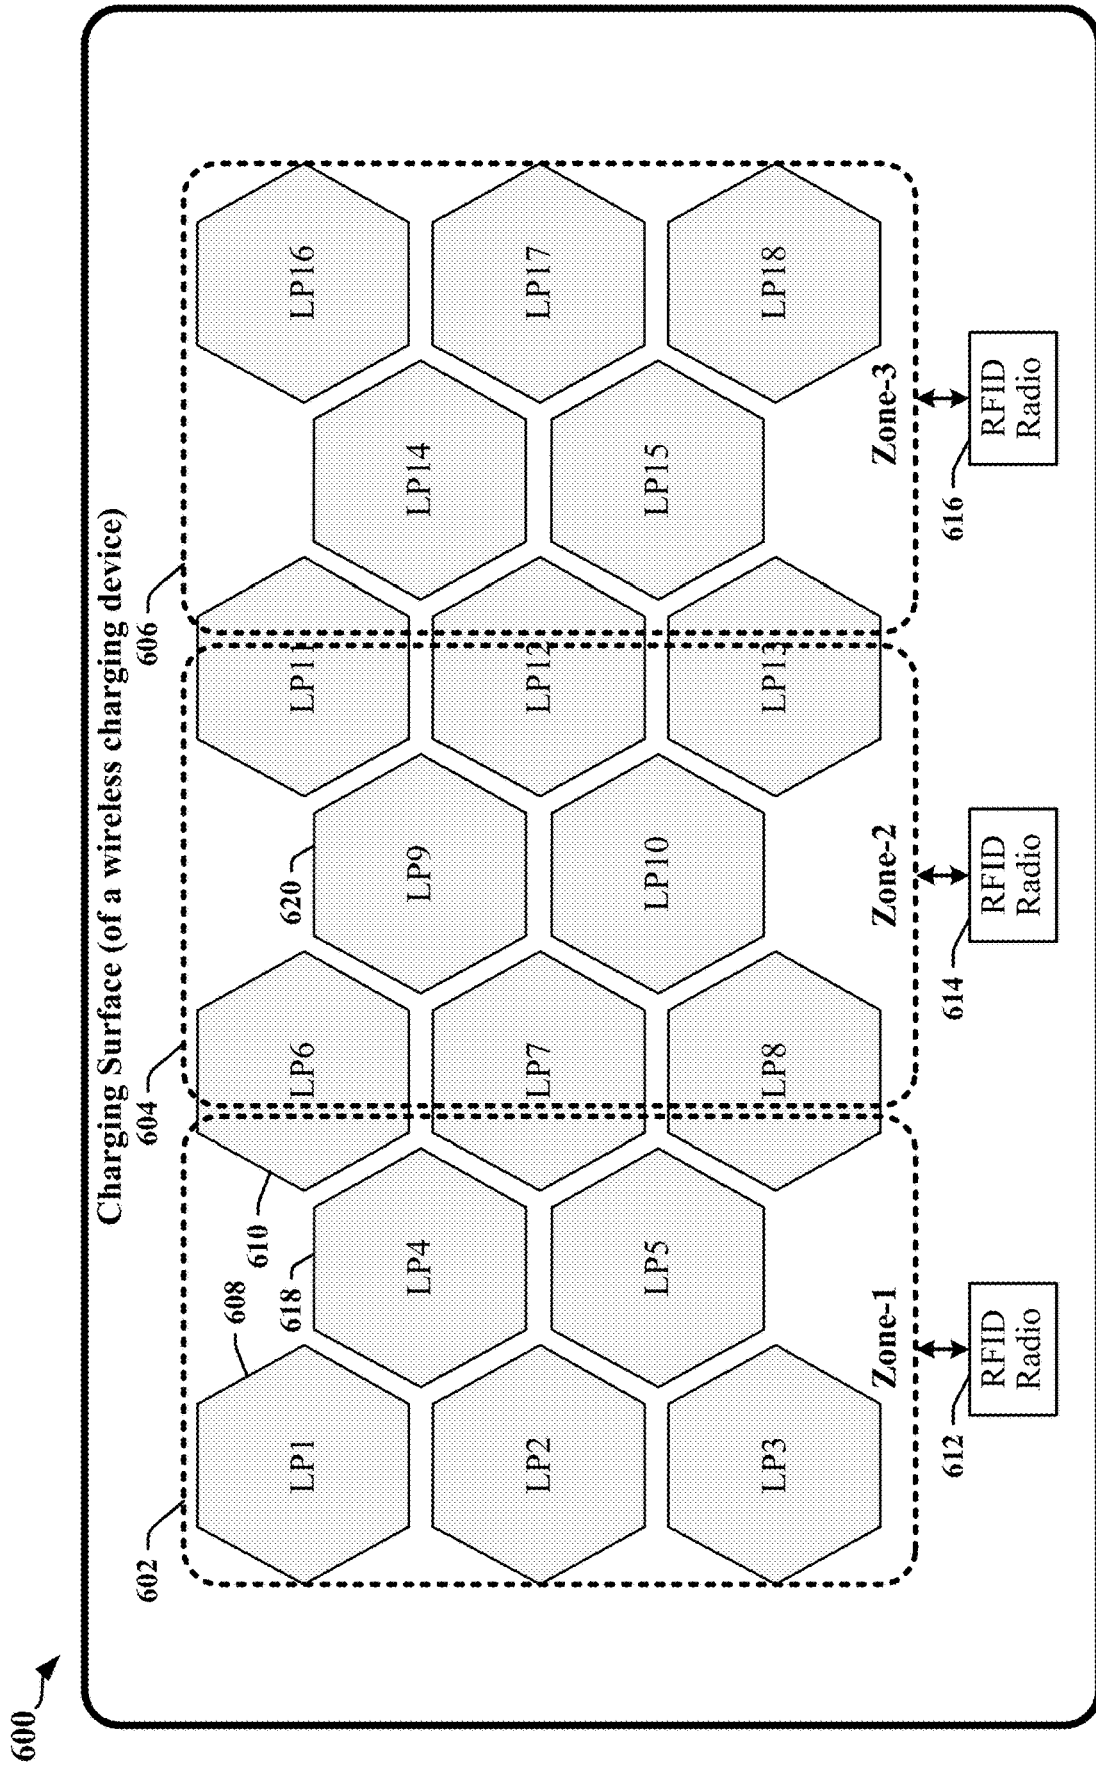 600
Charging Surface (of a wireless charging device)
602
604
606
608
610
618
620
LP1
LP6
LP11
LP16
LP4
LP9
LP14
LP2
LP7
LP12
LP17
LP5
LP10
LP15
LP3
LP8
LP13
LP18
Zone-1
Zone-2
Zone-3
612
RFID
Radio
614
RFID
Radio
616
RFID
Radio